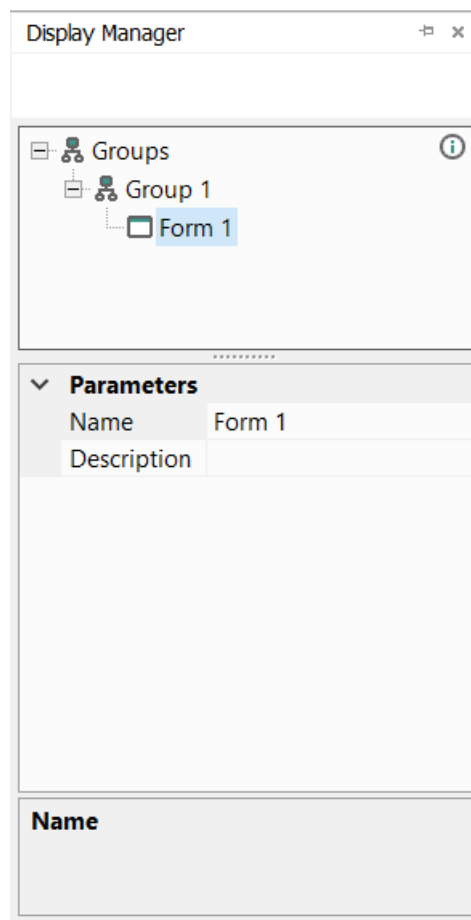 Display Manager
Groups
Group 1
Form 1
Parameters
Name Form 1
Description
Name